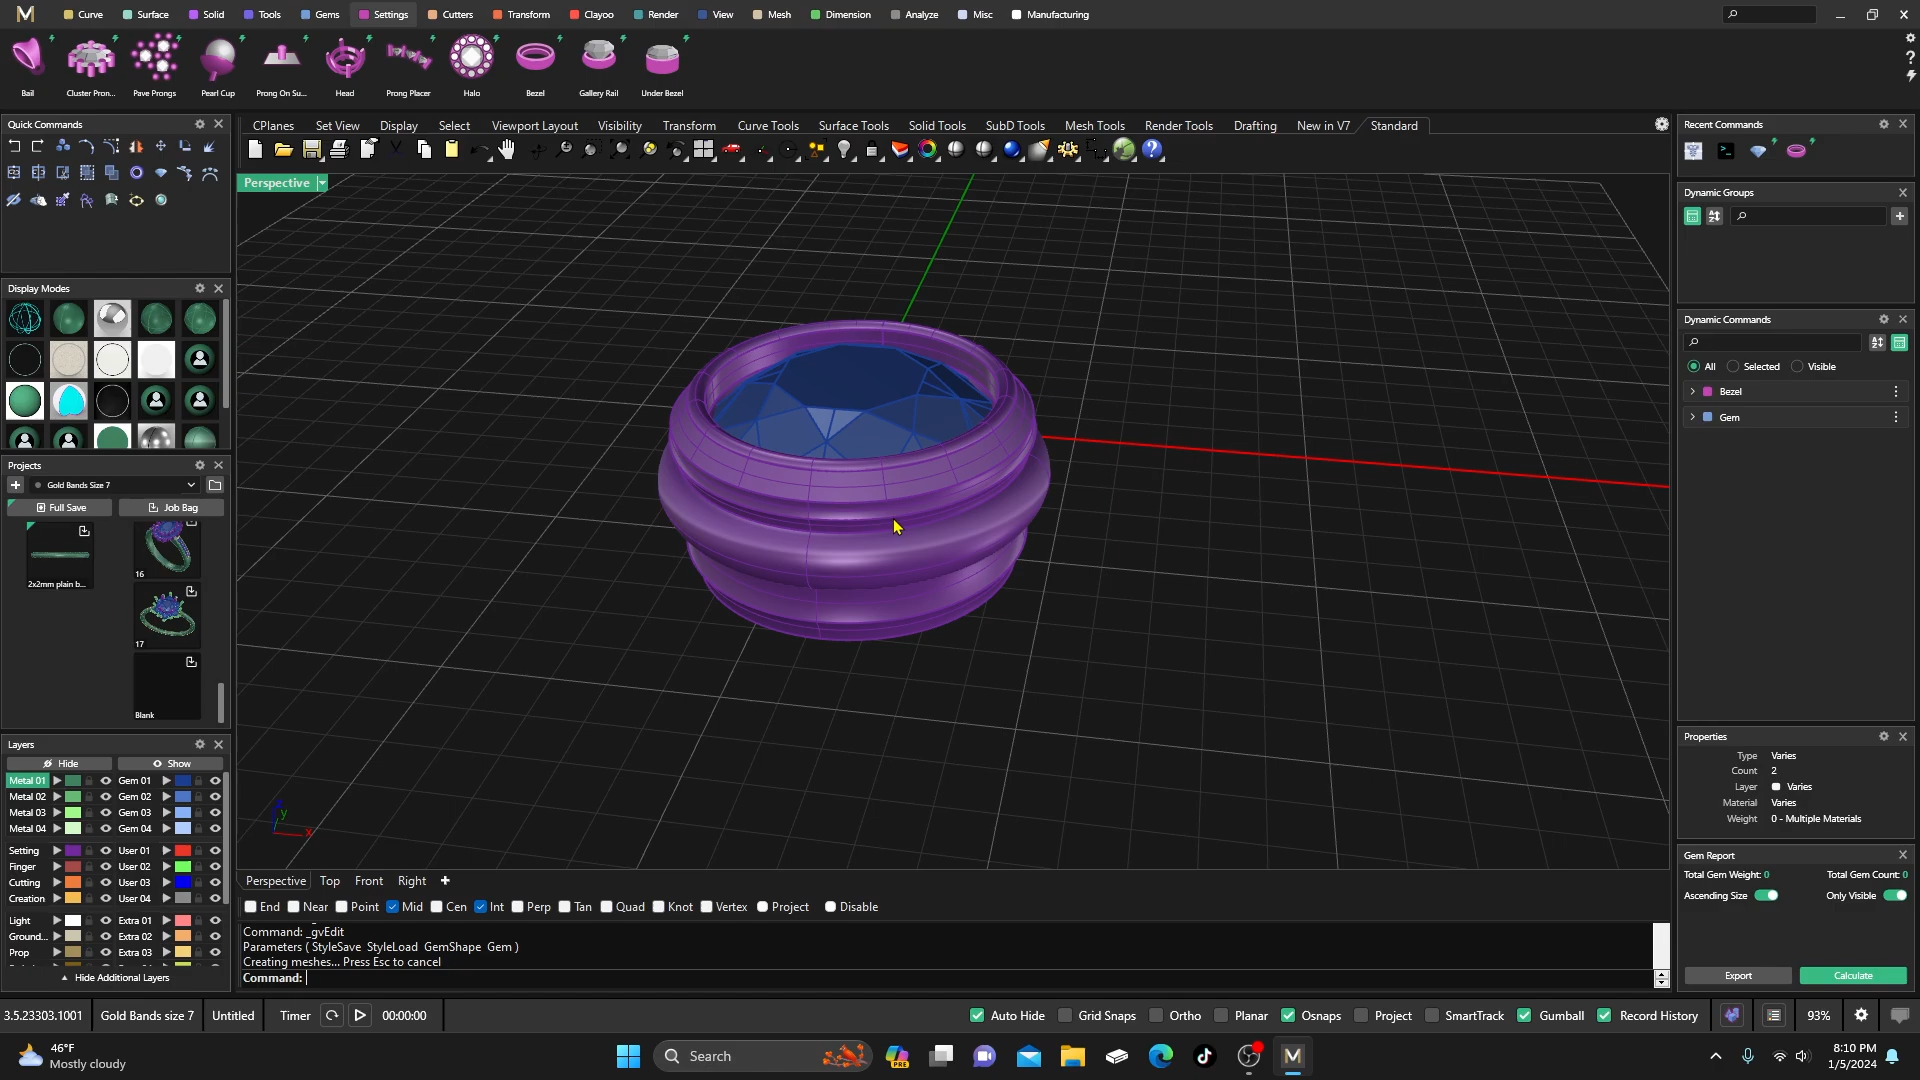 M Curve Surface Solid Tools Gems Settings Cutters Transform Clayoo Render View Mesh Dimension Analyze Misc Manufacturing
Bail Cluster Pron... Pave Prongs Pearl Cup Prong On Su... Head Prong Placer Halo Bezel Gallery Rail Under Bezel
Quick Commands
CPlanes Set View Display Select Viewport Layout Visibility Transform Curve Tools Surface Tools Solid Tools SubD Tools Mesh Tools Render Tools Drafting New in V7 Standard
Recent Commands
Perspective
Dynamic Groups
Display Modes
Dynamic Commands
All Selected Visible
Bezel
Gem
Projects
Gold Bands Size 7
Full Save Job Bag
2x2mm plain b...
16
17
Blank
Layers
Hide Show
Metal 01 Gem 01
Metal 02 Gem 02
Metal 03 Gem 03
Metal 04 Gem 04
Setting User 01
Finger User 02
Cutting User 03
Creation User 04
Light Extra 01
Ground... Extra 02
Prop Extra 03
Hide Additional Layers
z
y
x
Properties
Type Varies
Count 2
Layer Varies
Material Varies
Weight 0 - Multiple Materials
Gem Report
Total Gem Weight: 0 Total Gem Count: 0
Ascending Size Only Visible
Export Calculate
Perspective Top Front Right
End Near Point Mid Cen Int Perp Tan Quad Knot Vertex Project Disable
Command: _gvEdit
Parameters ( StyleSave StyleLoad GemShape Gem )
Creating meshes... Press Esc to cancel
Command:
3.5.23303.1001 Gold Bands size 7 Untitled Timer 00:00:00 Auto Hide Grid Snaps Ortho Planar Osnaps Project SmartTrack Gumball Record History 93%
46°F
Mostly cloudy
Search
PRE
M
8:10 PM
1/5/2024